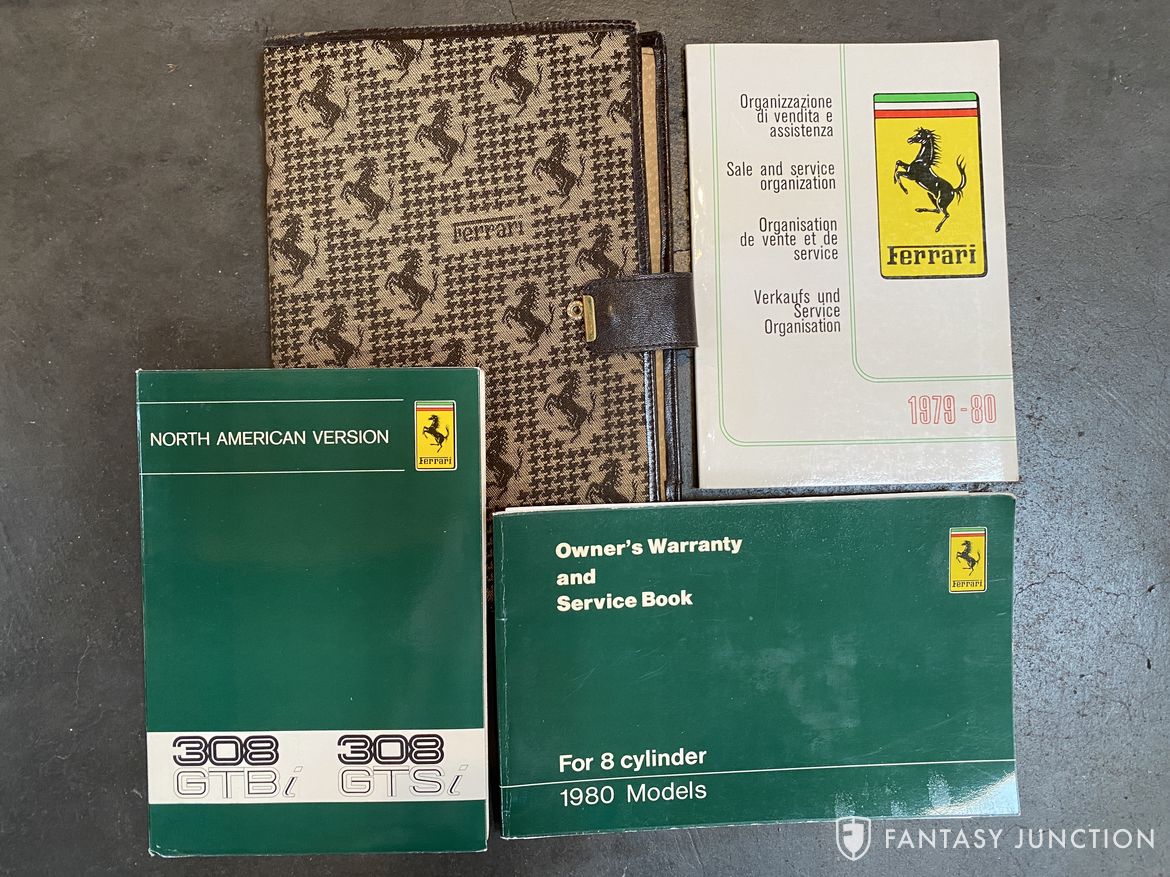 Ferrari
Organizzazione
di vendita e
assistenza
Sale and service
organization
Organisation
de vente et de
service
Verkaufs und
Service
Organisation
Ferrari
1979-80
NORTH AMERICAN VERSION
Ferrari
308 308
GTBi GTSi
Owner's Warranty
and
Service Book
Ferrari
For 8 cylinder
1980 Models
FANTASY JUNCTION